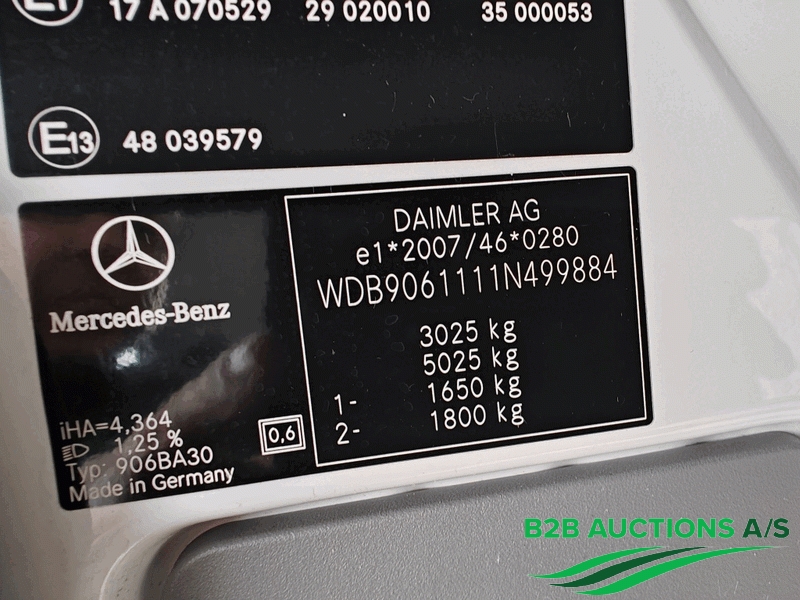 E1 17 A 070529 29 020010 35 000053
E13 48 039579
DAIMLER AG
e1*2007/46*0280
WDB9061111N499884
3025 kg
5025 kg
1- 1650 kg
2- 1800 kg
Mercedes-Benz
iHA=4,364
1,25 %
Typ: 906BA30
Made in Germany
0,6
B2B AUCTIONS A/S